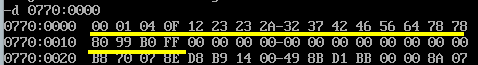 -d 0770:0000
0770:0000  00 01 04 0F 12 23 23 2A-32 37 42 46 56 64 78 78
0770:0010  80 99 B0 FF 00 00 00 00-00 00 00 00 00 00 00 00
0770:0020  B8 70 07 8E D8 B9 14 00-49 8B D1 BB 00 00 8A 07